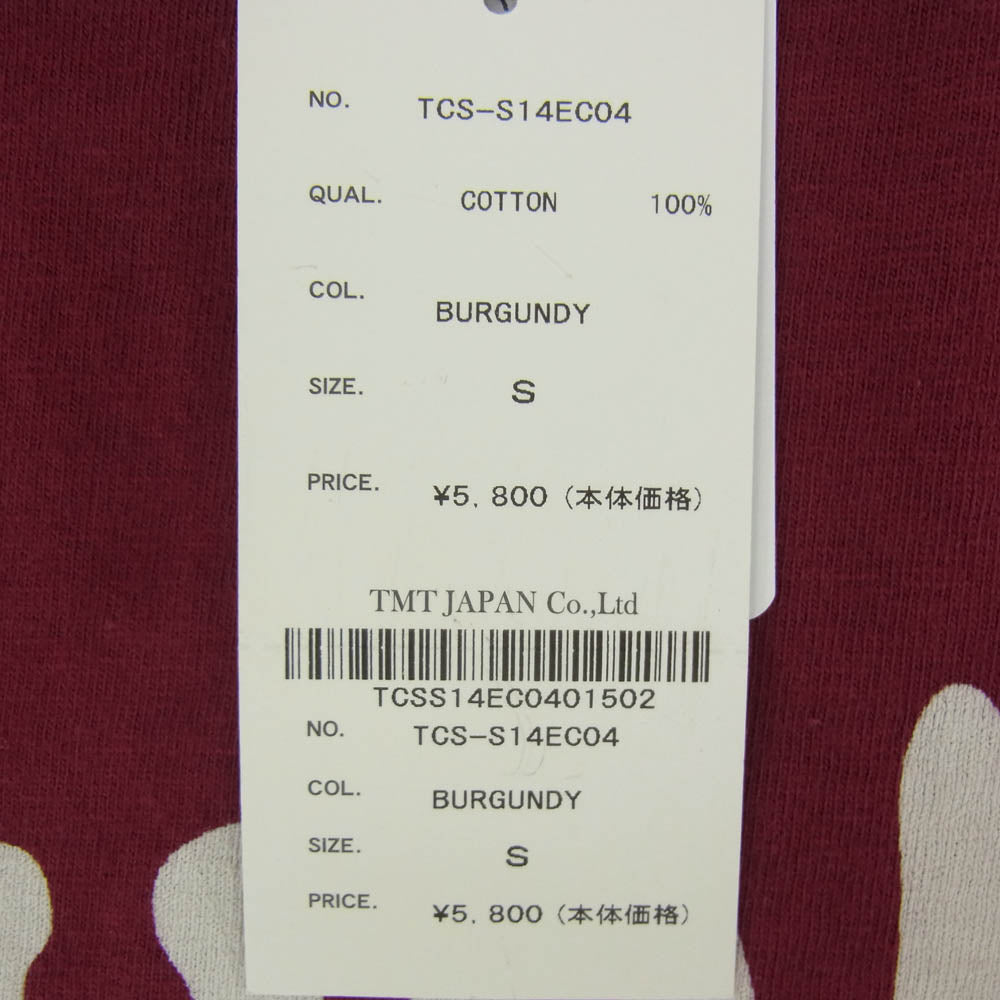 NO. TCS-S14EC04
QUAL. COTTON 100%
COL. BURGUNDY
SIZE. S
PRICE. ¥5,800 (本体価格)
TMT JAPAN Co.,Ltd
TCSS14EC0401502
NO. TCS-S14EC04
COL. BURGUNDY
SIZE. S
PRICE. ¥5,800 (本体価格)